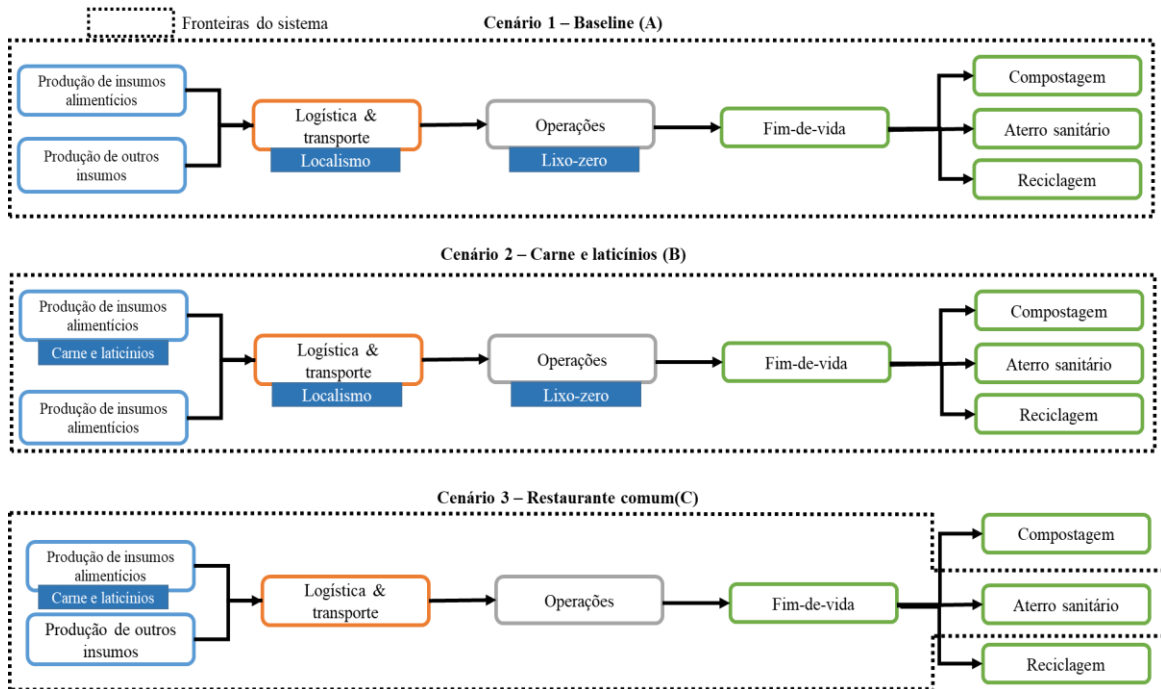 Fronteiras do sistema
Cenário 1 – Baseline (A)
Produção de insumos
alimentícios
Produção de outros
insumos
Logística &
transporte
Localismo
Operações
Lixo-zero
Fim-de-vida
Compostagem
Aterro sanitário
Reciclagem
Cenário 2 – Carne e laticínios (B)
Produção de insumos
alimentícios
Carne e laticínios
Produção de insumos
alimentícios
Logística &
transporte
Localismo
Operações
Lixo-zero
Fim-de-vida
Compostagem
Aterro sanitário
Reciclagem
Cenário 3 – Restaurante comum(C)
Produção de insumos
alimentícios
Carne e laticínios
Produção de outros
insumos
Logística &
transporte
Operações
Fim-de-vida
Compostagem
Aterro sanitário
Reciclagem